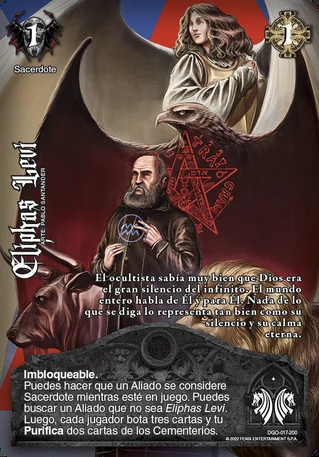 1
1
Sacerdote
Eliphas Levi
ARTE: PABLO SANTANDER
El ocultista sabía muy bien que Dios era
el gran silencio del infinito. El mundo
entero habla de Él y para Él. Nada de lo
que se diga lo representa tan bien como su
silencio y su calma
eterna.
Imbloqueable.
Puedes hacer que un Aliado se considere
Sacerdote mientras esté en juego. Puedes
buscar un Aliado que no sea Eliphas Levi.
Luego, cada jugador bota tres cartas y tu
Purifica dos cartas de los Cementerios.
DGO-017-200
© 2022 FENIX ENTERTAINMENT S.P.A.